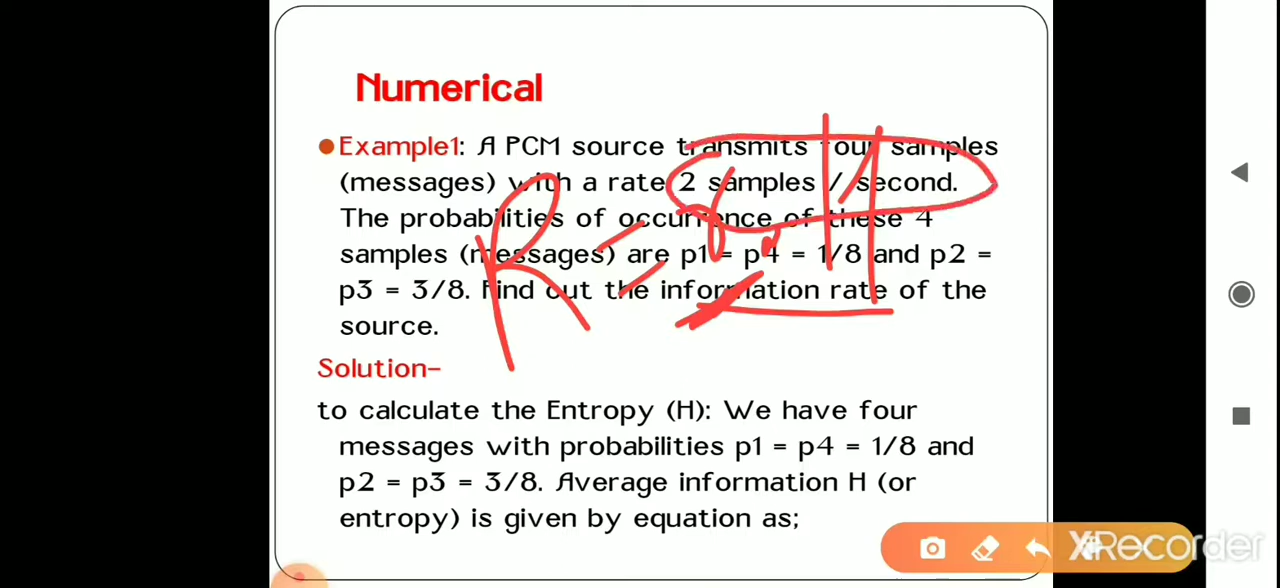 Numerical
Example1: A PCM source transmits four samples
(messages) with a rate 2 samples / second.
The probabilities of occurrence of these 4
samples (messages) are p1 = p4 = 1/8 and p2 =
p3 = 3/8. Find out the information rate of the
source.
R = H
Solution-
to calculate the Entropy (H): We have four
messages with probabilities p1 = p4 = 1/8 and
p2 = p3 = 3/8. Average information H (or
entropy) is given by equation as;
XRecorder